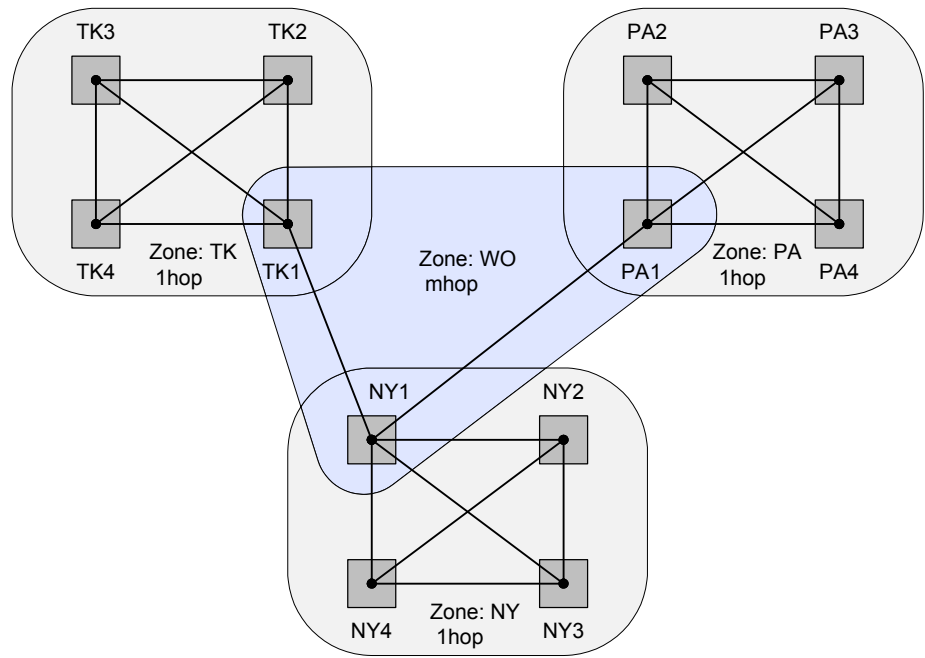 TK3
TK2
PA2
PA3
TK4
Zone: TK
1hop
TK1
Zone: WO
mhop
PA1
Zone: PA
1hop
PA4
NY1
NY2
NY4
Zone: NY
1hop
NY3